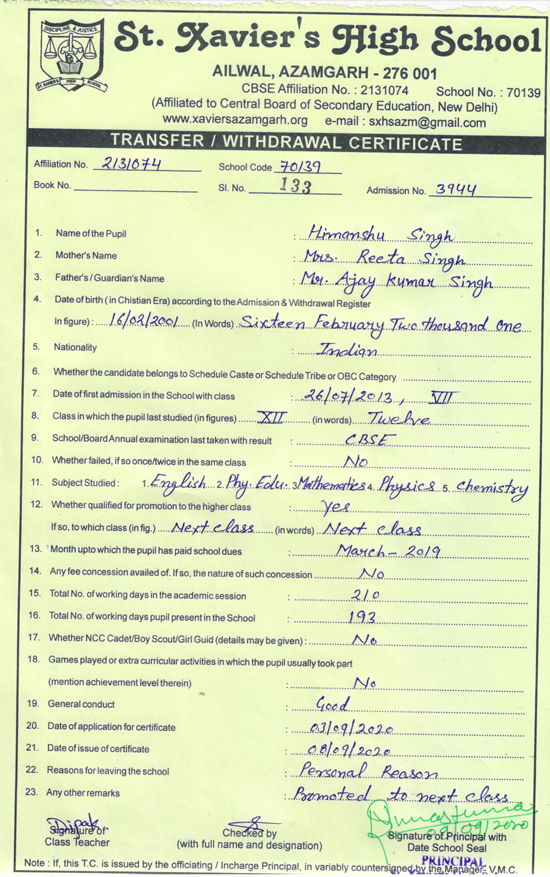 DISCIPLINE & JUSTICE
ST. XAVIER'S HIGH SCHOOL
St. Xavier's High School
AILWAL, AZAMGARH - 276 001
CBSE Affiliation No. : 2131074 School No. : 70139
(Affiliated to Central Board of Secondary Education, New Delhi)
www.xaviersazamgarh.org e-mail : sxhsazm@gmail.com
TRANSFER / WITHDRAWAL CERTIFICATE
Affiliation No. 2131074 School Code 70139
Book No. Sl. No. 133 Admission No. 3944
1. Name of the Pupil : Himanshu Singh
2. Mother's Name : Mrs. Reeta Singh
3. Father's / Guardian's Name : Mr. Ajay Kumar Singh
4. Date of birth ( in Chistian Era) according to the Admission & Withdrawal Register
In figure) : 16/02/2001 (In Words) Sixteen February Two thousand one
5. Nationality : Indian
6. Whether the candidate belongs to Schedule Caste or Schedule Tribe or OBC Category
7. Date of first admission in the School with class : 26/07/2013, VII
8. Class in which the pupil last studied (in figures) XII (in words) Twelve
9. School/Board Annual examination last taken with result : CBSE
10. Whether failed, if so once/twice in the same class : No
11. Subject Studied : 1. English 2. Phy. Edu. 3. Mathematics 4. Physics 5. Chemistry
12. Whether qualified for promotion to the higher class : Yes
If so, to which class (in fig.) Next class (in words) Next class
13. Month upto which the pupil has paid school dues : March - 2019
14. Any fee concession availed of. If so, the nature of such concession No
15. Total No. of working days in the academic session : 210
16. Total No. of working days pupil present in the School : 193
17. Whether NCC Cadet/Boy Scout/Girl Guid (details may be given) : No
18. Games played or extra curricular activities in which the pupil usually took part
(mention achievement level therein) : No
19. General conduct : Good
20. Date of application for certificate : 03/09/2020
21. Date of issue of certificate : 08/09/2020
22. Reasons for leaving the school : Personal Reason
23. Any other remarks : Promoted to next class
Dipak
09/09/2020
Signature of Checked by Signature of Principal with
Class Teacher (with full name and designation) Date School Seal
PRINCIPAL
Note : If, this T.C. is issued by the officiating / Incharge Principal, in variably countersigned by the Manager, V.M.C.